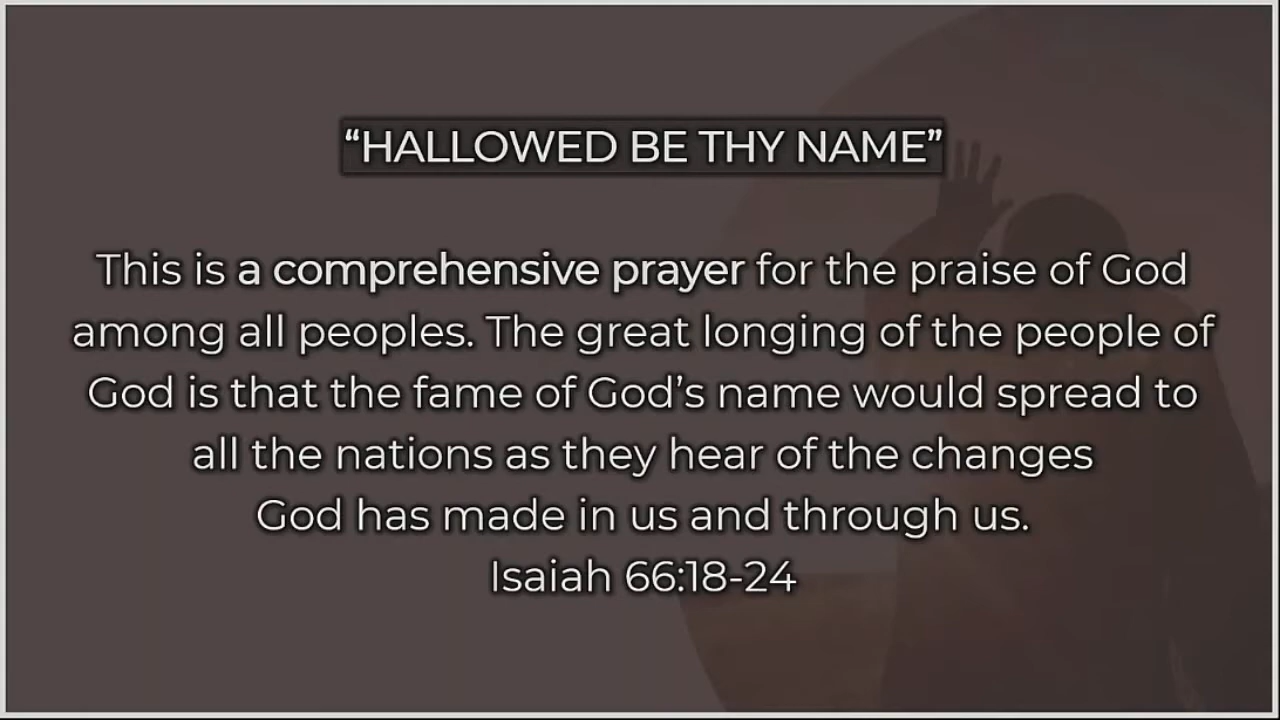 “HALLOWED BE THY NAME”
This is a comprehensive prayer for the praise of God
among all peoples. The great longing of the people of
God is that the fame of God’s name would spread to
all the nations as they hear of the changes
God has made in us and through us.
Isaiah 66:18-24